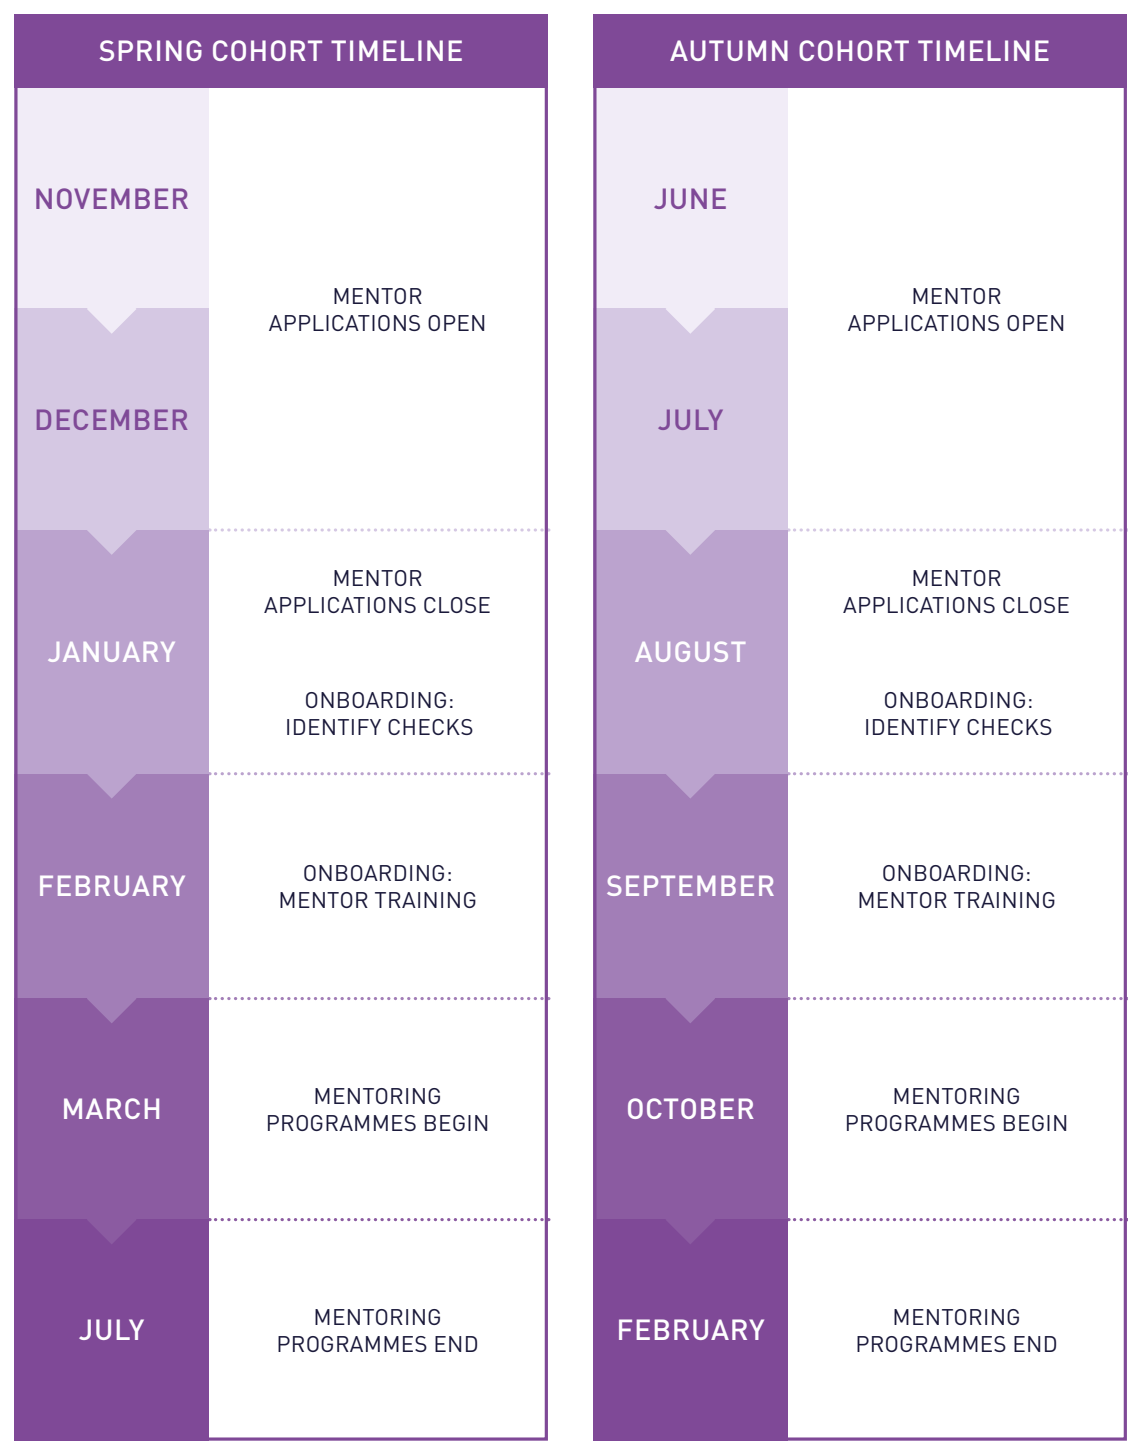 SPRING COHORT TIMELINE
NOVEMBER
DECEMBER
MENTOR
APPLICATIONS OPEN
JANUARY
MENTOR
APPLICATIONS CLOSE
ONBOARDING:
IDENTIFY CHECKS
FEBRUARY
ONBOARDING:
MENTOR TRAINING
MARCH
MENTORING
PROGRAMMES BEGIN
JULY
MENTORING
PROGRAMMES END
AUTUMN COHORT TIMELINE
JUNE
JULY
MENTOR
APPLICATIONS OPEN
AUGUST
MENTOR
APPLICATIONS CLOSE
ONBOARDING:
IDENTIFY CHECKS
SEPTEMBER
ONBOARDING:
MENTOR TRAINING
OCTOBER
MENTORING
PROGRAMMES BEGIN
FEBRUARY
MENTORING
PROGRAMMES END